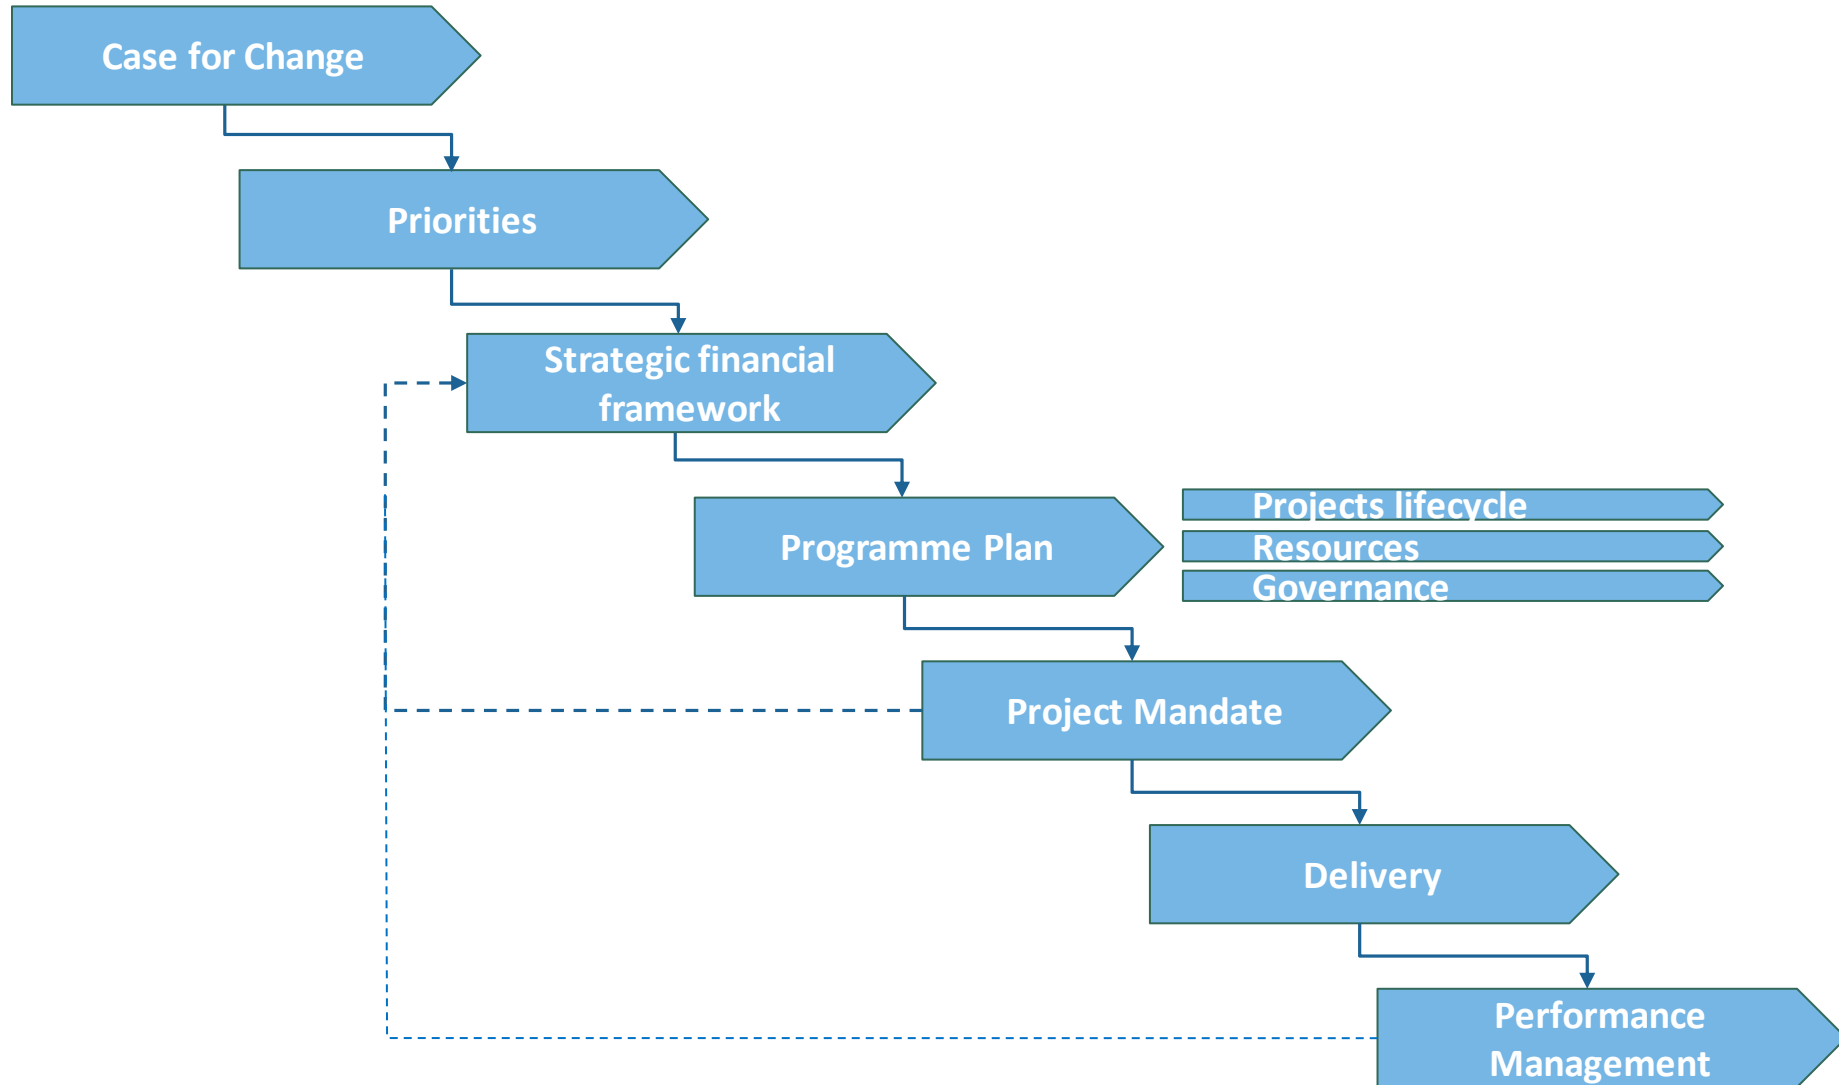 Case for Change
Priorities
Strategic financial
framework
Programme Plan
Projects lifecycle
Resources
Governance
Project Mandate
Delivery
Performance
Management